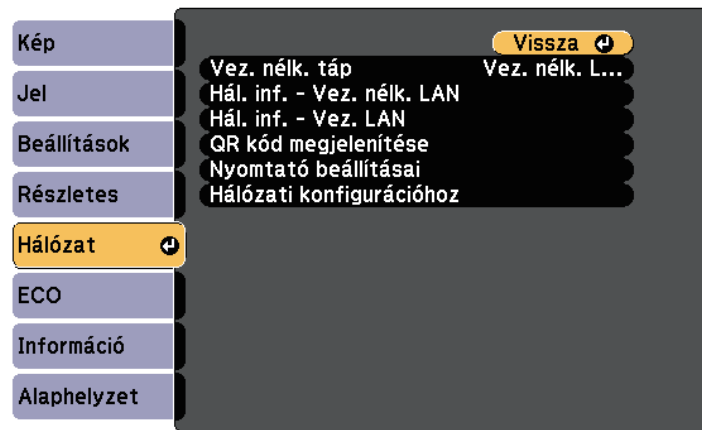 Kép
Jel
Beállítások
Részletes
Hálózat
ECO
Információ
Alaphelyzet
Vissza
Vez. nélk. táp Vez. nélk. L...
Hál. inf. - Vez. nélk. LAN
Hál. inf. - Vez. LAN
QR kód megjelenítése
Nyomtató beállításai
Hálózati konfigurációhoz